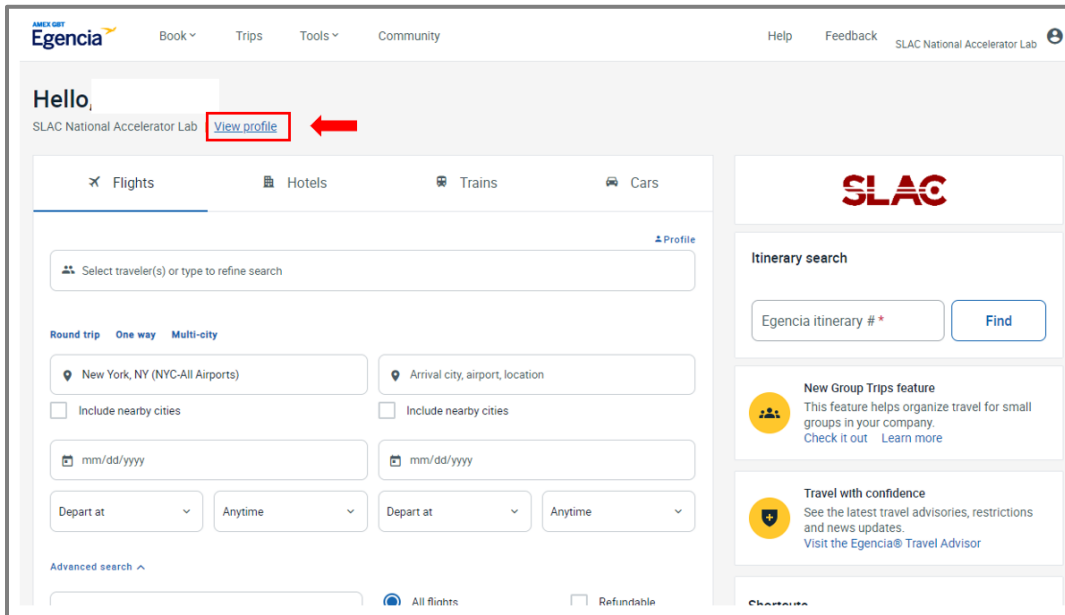 AMEX GBT
Egencia
Book Trips Tools Community
Help Feedback SLAC National Accelerator Lab
Hello,
SLAC National Accelerator Lab View profile
Flights Hotels Trains Cars
Profile
Select traveler(s) or type to refine search
Round trip One way Multi-city
New York, NY (NYC-All Airports) Arrival city, airport, location
Include nearby cities Include nearby cities
mm/dd/yyyy mm/dd/yyyy
Depart at Anytime Depart at Anytime
Advanced search
All flights Refundable
SLAC
Itinerary search
Egencia itinerary # * Find
New Group Trips feature
This feature helps organize travel for small
groups in your company.
Check it out Learn more
Travel with confidence
See the latest travel advisories, restrictions
and news updates.
Visit the Egencia® Travel Advisor
Shortcuts